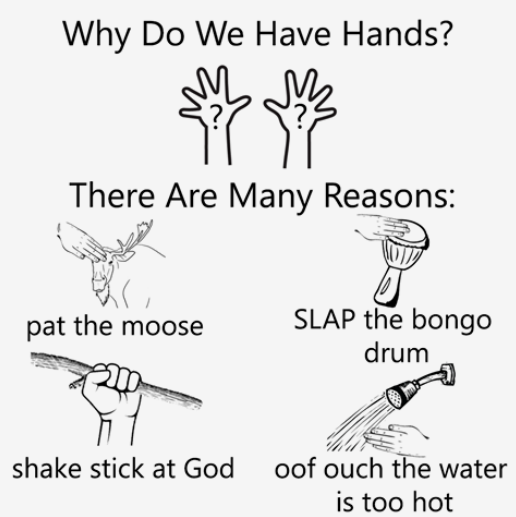 Why Do We Have Hands?
? ?
There Are Many Reasons:
pat the moose
SLAP the bongo
drum
shake stick at God
oof ouch the water
is too hot